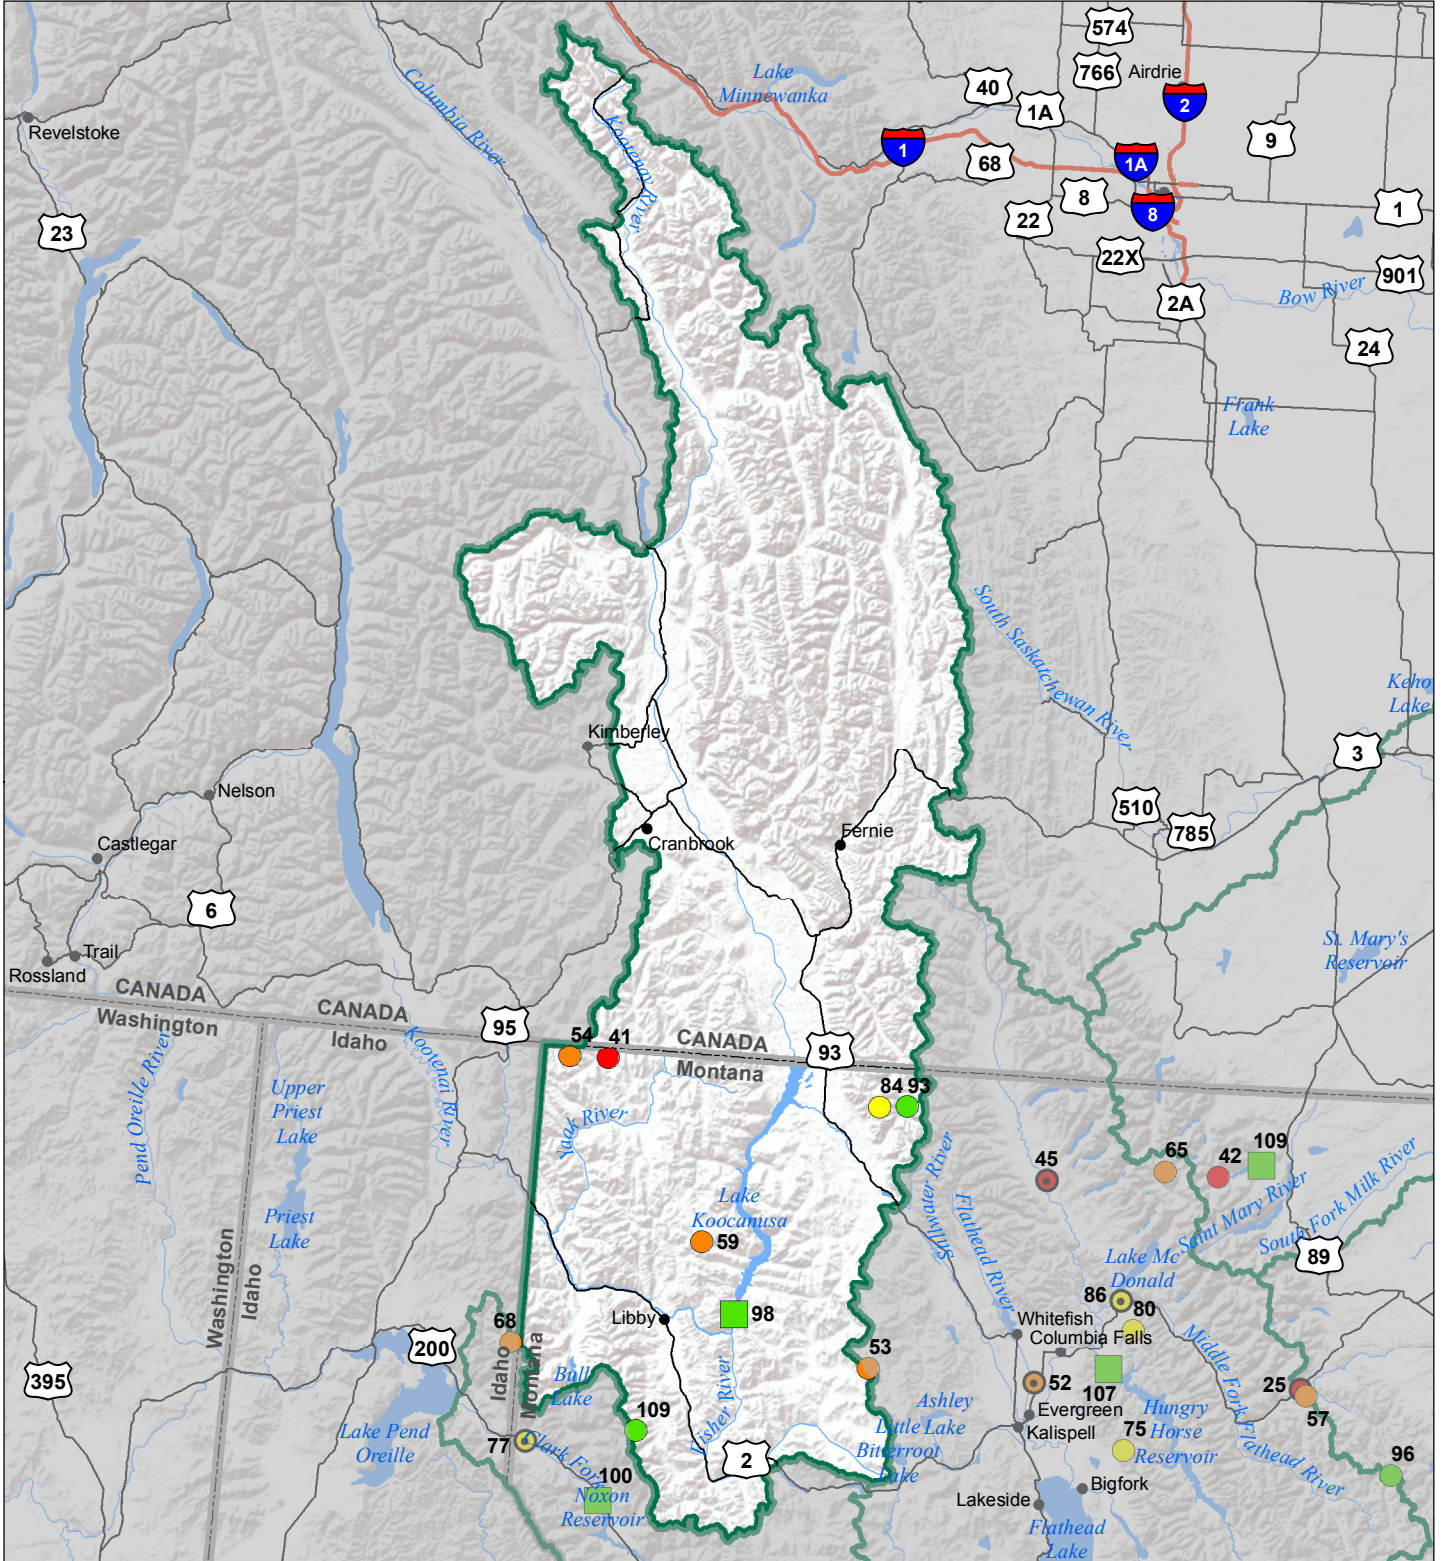 574
766
Airdrie
40
1A
2
Lake
Minnewanka
Columbia River
Kootenay River
Revelstoke
1
68
1A
9
8
8
22
1
23
22X
901
2A
Bow River
24
Frank
Lake
South Saskatchewan River
Keho
Lake
3
Kimberley
Nelson
510
785
Castlegar
Cranbrook
Fernie
6
Trail
Rossland
St. Mary's
Reservoir
CANADA
Washington
CANADA
Idaho
95
54
41
CANADA
Montana
93
84
93
Pend Oreille River
Kootenai River
Upper
Priest
Lake
Yaak River
Priest
Lake
Stillwater River
Flathead River
45
65
42
109
Saint Mary River
South Fork Milk River
89
Lake
Koocanusa
59
Lake Mc
Donald
Washington
Idaho
86
80
98
Libby
68
200
Idaho
Montana
Whitefish
Columbia Falls
Middle Fork Flathead River
53
52
107
25
57
395
Bull
Lake
Fisher River
Ashley
Lake
Little
Bitterroot
Lake
Evergreen
Kalispell
Hungry
Horse
Reservoir
75
109
77
Clark Fork
Lake Pend
Oreille
2
100
Noxon
Reservoir
96
Bigfork
Lakeside
Flathead
Lake